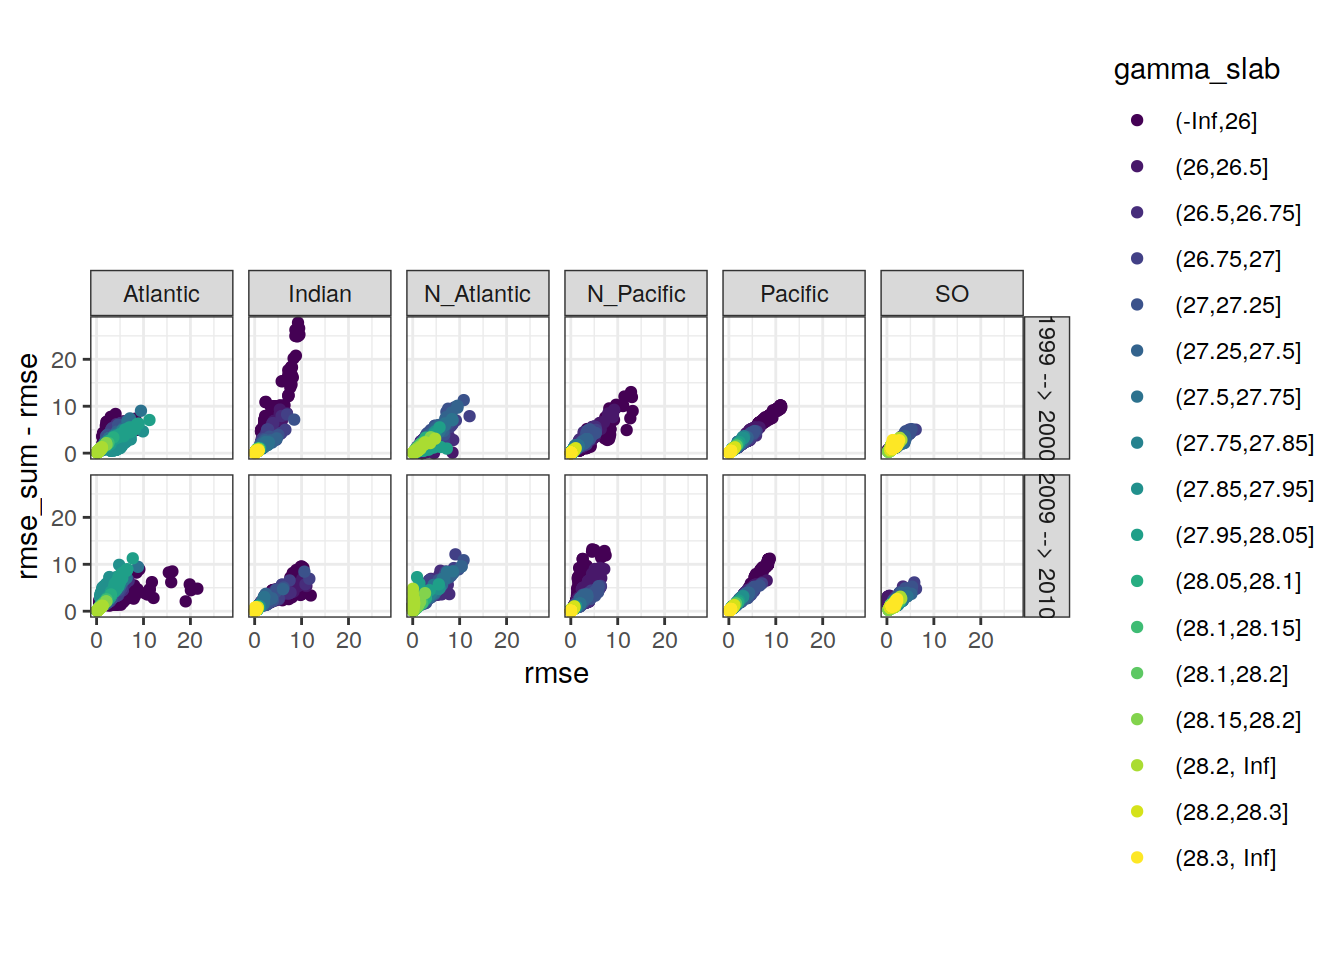 gamma_slab
(-Inf,26]
(26,26.5]
(26.5,26.75]
(26.75,27]
(27,27.25]
(27.25,27.5]
(27.5,27.75]
(27.75,27.85]
(27.85,27.95]
(27.95,28.05]
(28.05,28.1]
(28.1,28.15]
(28.1,28.2]
(28.15,28.2]
(28.2, Inf]
(28.2,28.3]
(28.3, Inf]
Atlantic
Indian
N_Atlantic
N_Pacific
Pacific
SO
rmse_sum - rmse
20
10
0
1999 --> 2000
20
10
0
2009 --> 2010
0 10 20
0 10 20
0 10 20
0 10 20
0 10 20
0 10 20
rmse